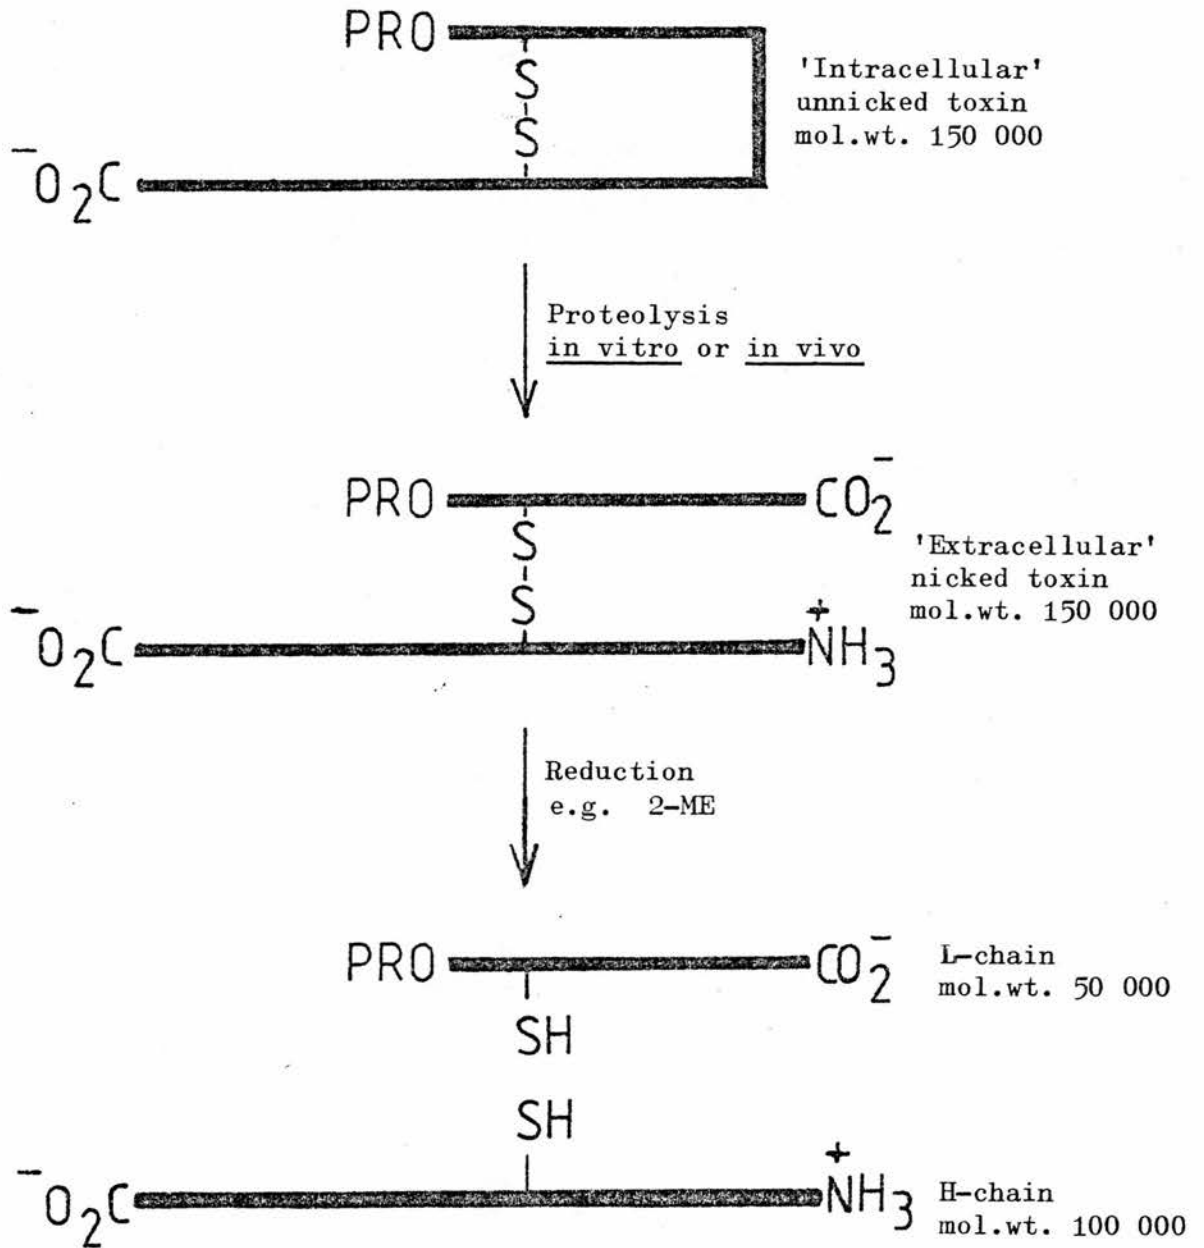 PRO
S
S
'Intracellular'
unnicked toxin
mol.wt. 150 000
⁻O₂C
Proteolysis
in vitro or in vivo
PRO
CO₂⁻
S
S
'Extracellular'
nicked toxin
mol.wt. 150 000
⁻O₂C
⁺NH₃
Reduction
e.g. 2-ME
PRO
CO₂⁻
L-chain
mol.wt. 50 000
SH
SH
⁻O₂C
⁺NH₃
H-chain
mol.wt. 100 000